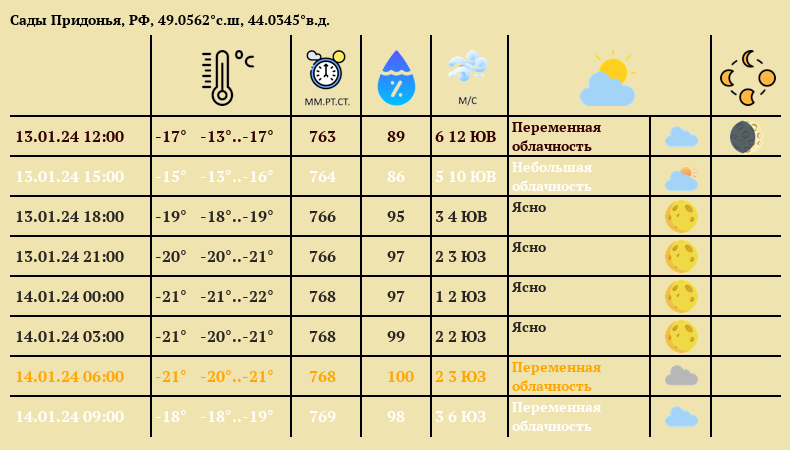 Сады Придонья, РФ, 49.0562°с.ш, 44.0345°в.д.
°c
%
ММ.РТ.СТ.
М/С
13.01.24 12:00 -17° -13°..-17° 763 89 6 12 ЮВ Переменная облачность
13.01.24 15:00 -15° -13°..-16° 764 86 5 10 ЮВ Небольшая облачность
13.01.24 18:00 -19° -18°..-19° 766 95 3 4 ЮВ Ясно
13.01.24 21:00 -20° -20°..-21° 766 97 2 3 ЮЗ Ясно
14.01.24 00:00 -21° -21°..-22° 768 97 1 2 ЮЗ Ясно
14.01.24 03:00 -21° -20°..-21° 768 99 2 2 ЮЗ Ясно
14.01.24 06:00 -21° -20°..-21° 768 100 2 3 ЮЗ Переменная облачность
14.01.24 09:00 -18° -18°..-19° 769 98 3 6 ЮЗ Переменная облачность